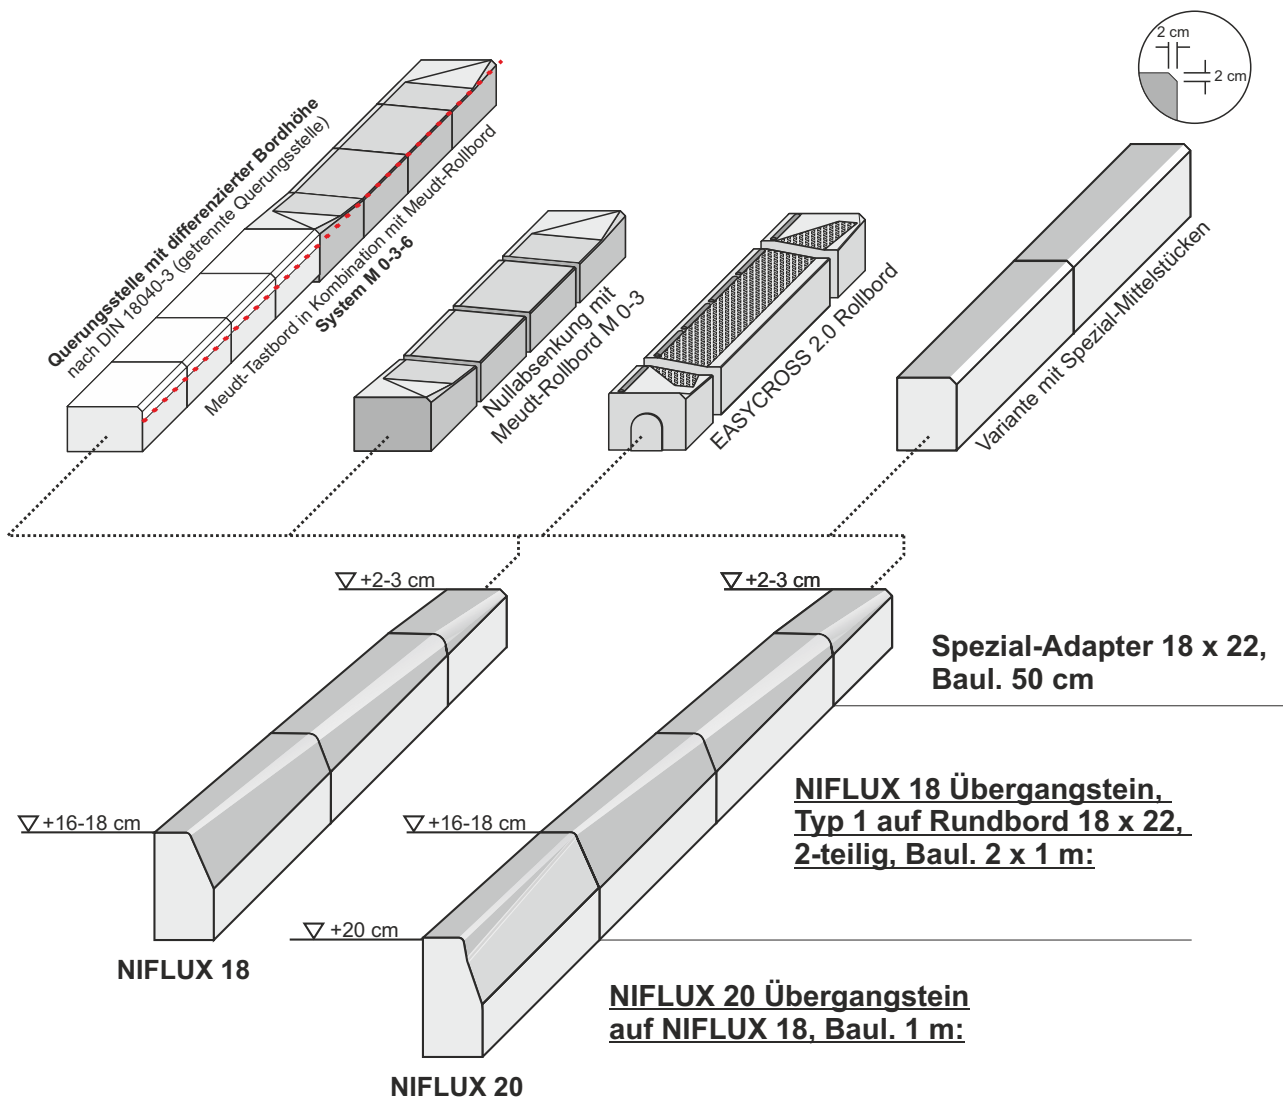 2 cm
2 cm
Querungsstelle mit differenzierter Bordhöhe
nach DIN 18040-3 (getrennte Querungsstelle)
Meudt-Tastbord in Kombination mit Meudt-Rollbord
System M 0-3-6
Nullabsenkung mit
Meudt-Rollbord M 0-3
EASYCROSS 2.0 Rollbord
Variante mit Spezial-Mittelstücken
+2-3 cm
+2-3 cm
Spezial-Adapter 18 x 22,
Baul. 50 cm
NIFLUX 18 Übergangstein,
Typ 1 auf Rundbord 18 x 22,
2-teilig, Baul. 2 x 1 m:
+16-18 cm
+16-18 cm
+20 cm
NIFLUX 18
NIFLUX 20 Übergangstein
auf NIFLUX 18, Baul. 1 m:
NIFLUX 20